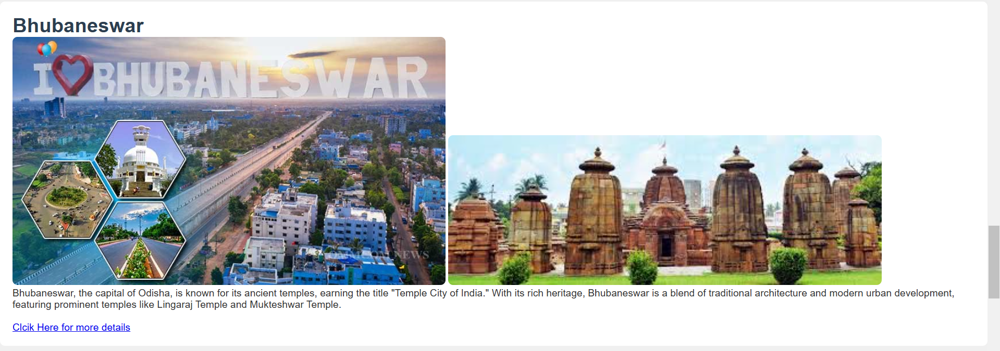 Bhubaneswar
I BHUBANESWAR
NEWS
Bhubaneswar, the capital of Odisha, is known for its ancient temples, earning the title "Temple City of India." With its rich heritage, Bhubaneswar is a blend of traditional architecture and modern urban development,
featuring prominent temples like Lingaraj Temple and Mukteshwar Temple.
Clcik Here for more details